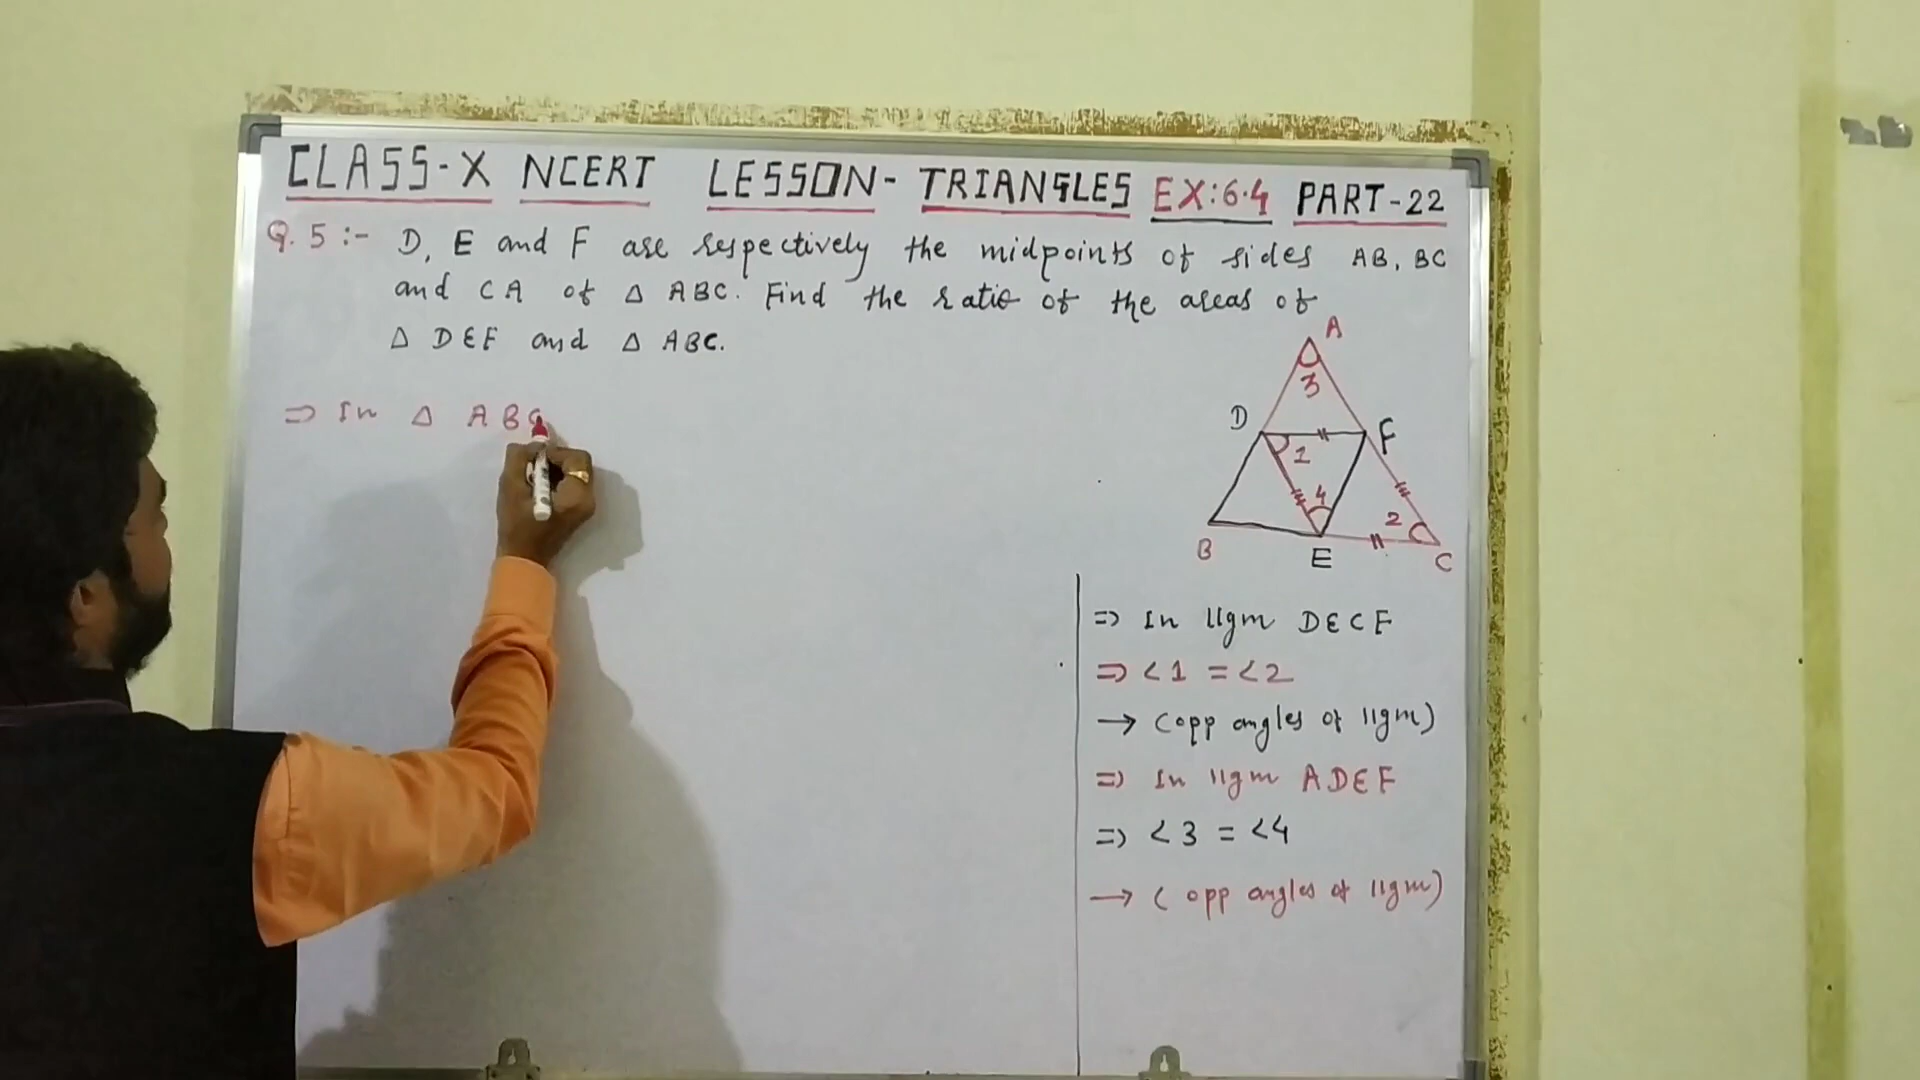 CLASS-X NCERT LESSON- TRIANGLES EX:6.4 PART-22
Q.5:- D, E and F are respectively the midpoints of sides AB, BC
and CA of Δ ABC. Find the ratio of the areas of
Δ DEF and Δ ABC.
⇒ In Δ ABC
A
3
D
F
1
4
2
B
E
C
⇒ In llgm DECF
⇒ <1 = <2
→ (opp angles of llgm)
⇒ In llgm ADEF
⇒ <3 = <4
→ (opp angles of llgm)